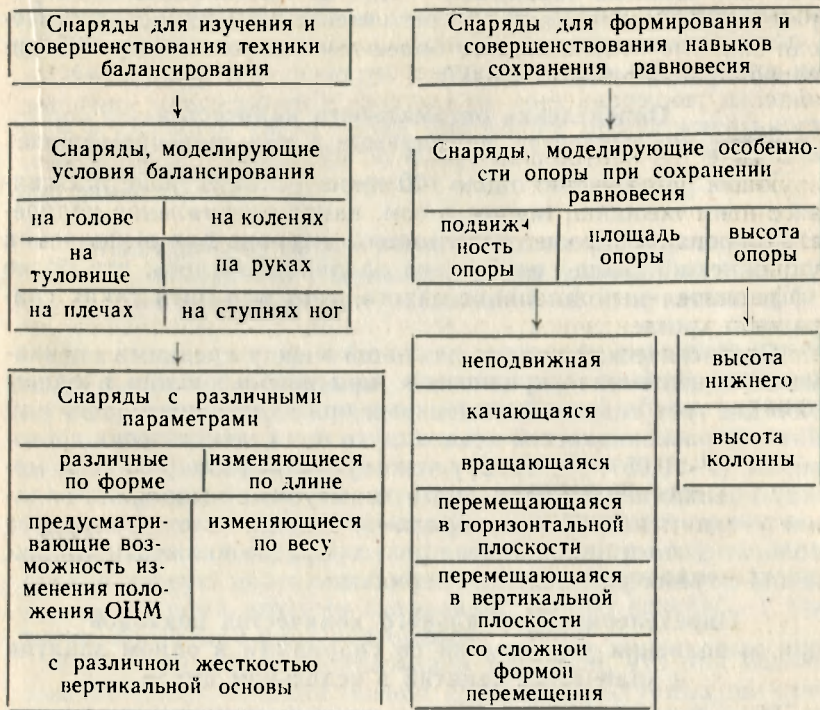 Снаряды для изучения
совершенствования техники
балансирования
Снаряды, моделирующие
условия балансирования
на голове
на коленях
на
туловище
на руках
на плечах
на ступнях ног
Снаряды с различными
параметрами
различные
по форме
изменяющиеся
по длине
предусматри-
вающие воз-
можность из-
менения поло-
жения ОЦМ
изменяющиеся
по весу
с различной жесткостью
вертикальной основы
Снаряды для формирования
совершенствования навыков
сохранения равновесия
Снаряды, моделирующие особенно-
сти опоры при сохранении
равновесия
подвиж-
ность
опоры
площадь
опоры
высота
опоры
неподвижная
качающаяся
вращающаяся
перемещающаяся
в горизонтальной
плоскости
перемещающаяся
в вертикальной
плоскости
со сложной
формой
перемещения
высота
нижнего
высота
колонны